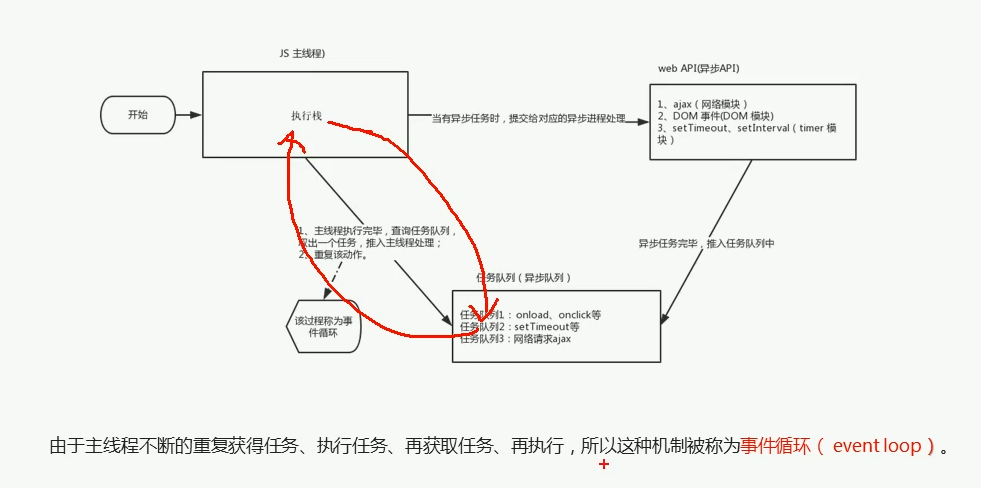 JS 主线程)
web API(异步API)
开始
执行栈
当有异步任务时，提交给对应的异步进程处理
1、ajax（网络模块）
2、DOM 事件(DOM 模块)
3、setTimeout、setInterval（timer 模
块）
1、主线程执行完毕，查询任务队列，
取出一个任务，推入主线程处理；
2、重复该动作。
异步任务完毕，推入任务队列中
任务队列（异步队列）
该过程称为事
件循环
任务队列1：onload、onclick等
任务队列2：setTimeout等
任务队列3：网络请求ajax
由于主线程不断的重复获得任务、执行任务、再获取任务、再执行，所以这种机制被称为事件循环（ event loop）。